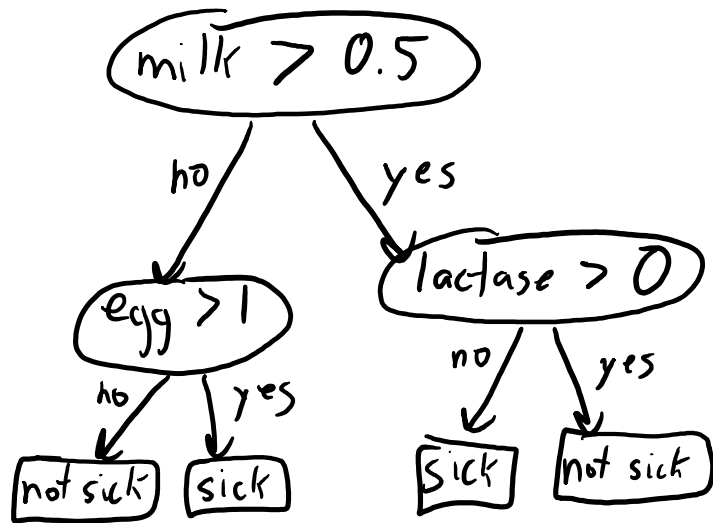 milk > 0.5
no
yes
egg > 1
lactase > 0
no
yes
no
yes
not sick
sick
sick
not sick